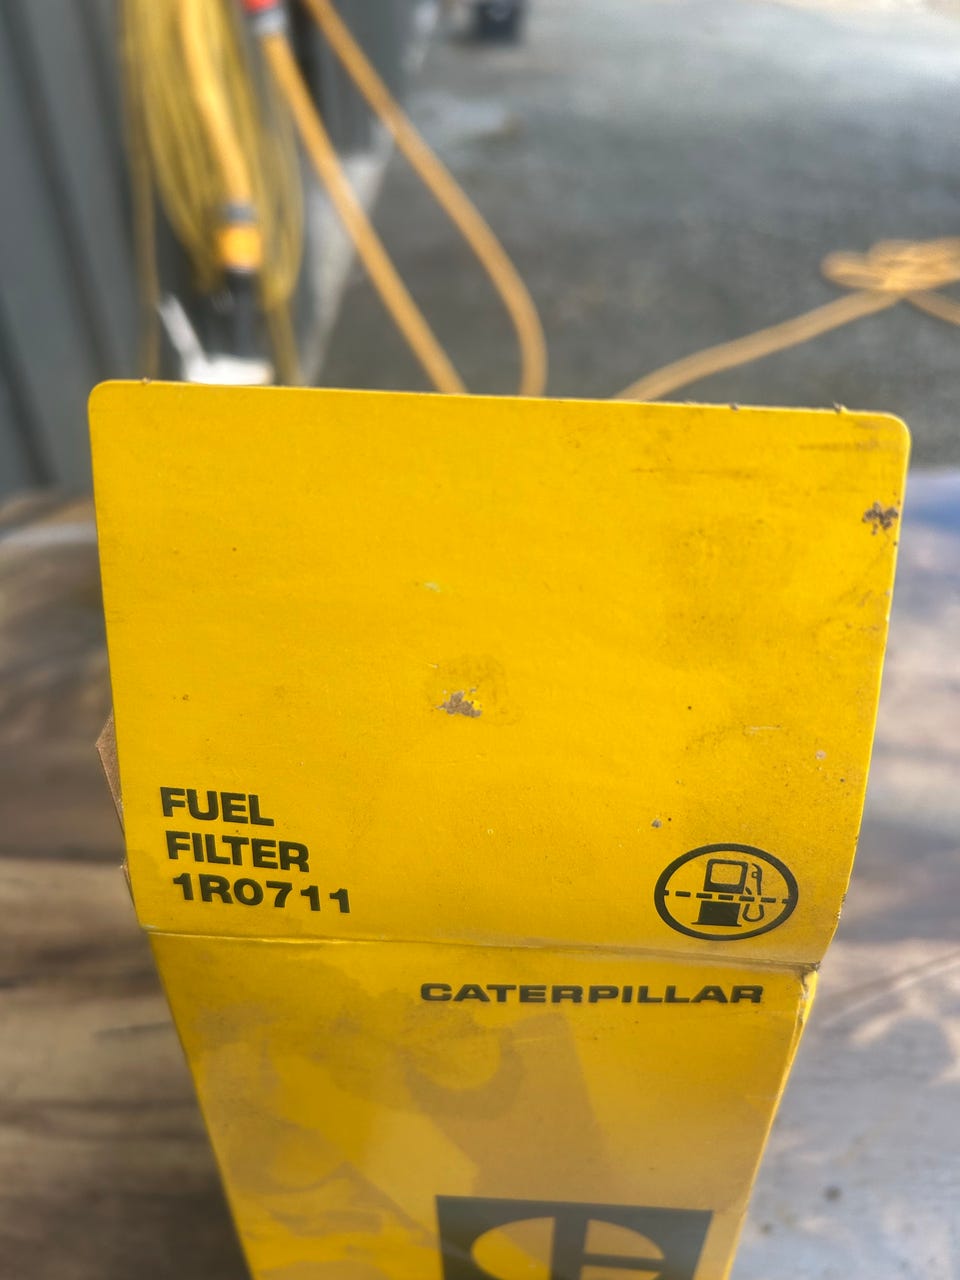 FUEL
FILTER
1R0711
CATERPILLAR